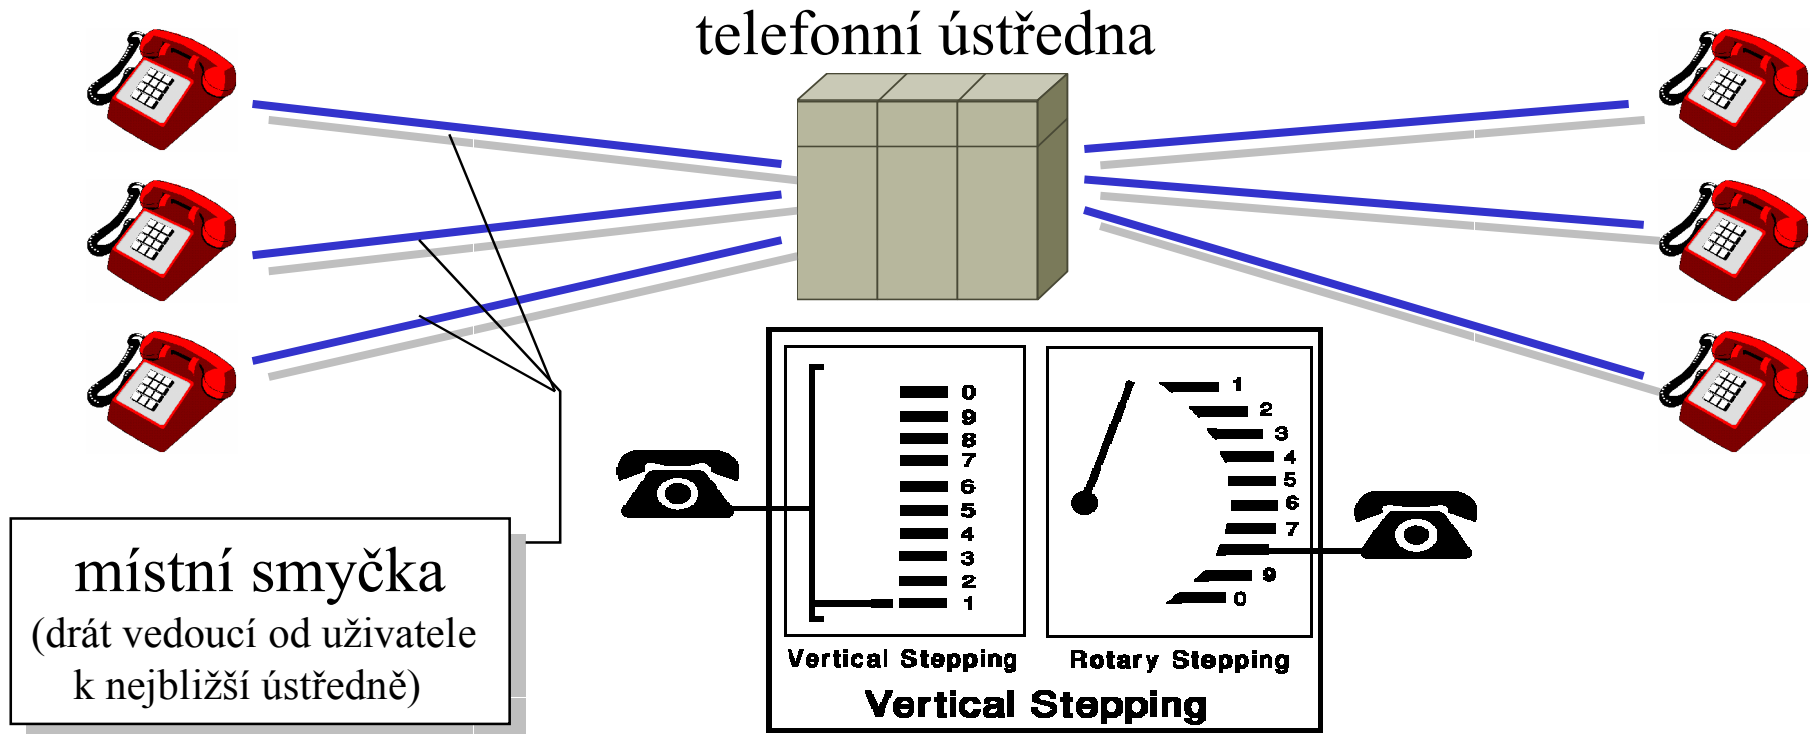 telefonní ústředna
místní smyčka
(drát vedoucí od uživatele
k nejbližší ústředně)
0
9
8
7
6
5
4
3
2
1
Vertical Stepping
1
2
3
4
5
6
7
9
0
Rotary Stepping
Vertical Stepping